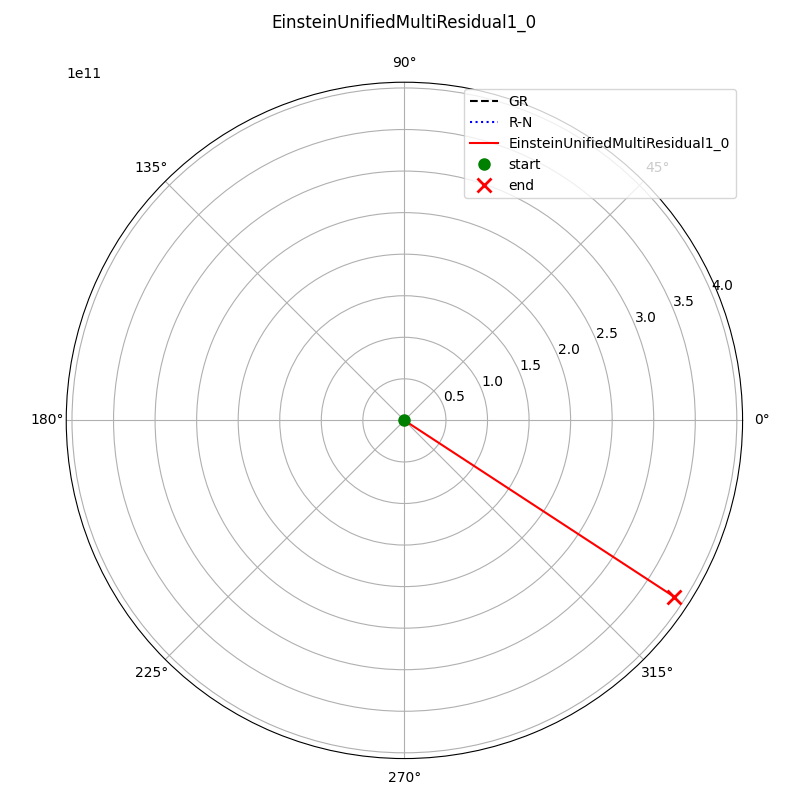 EinsteinUnifiedMultiResidual1_0
1e11
90°
GR
R-N
EinsteinUnifiedMultiResidual1_0
start
end
135°
45°
4.0
3.5
3.0
2.5
2.0
1.5
1.0
0.5
180°
0°
225°
315°
270°